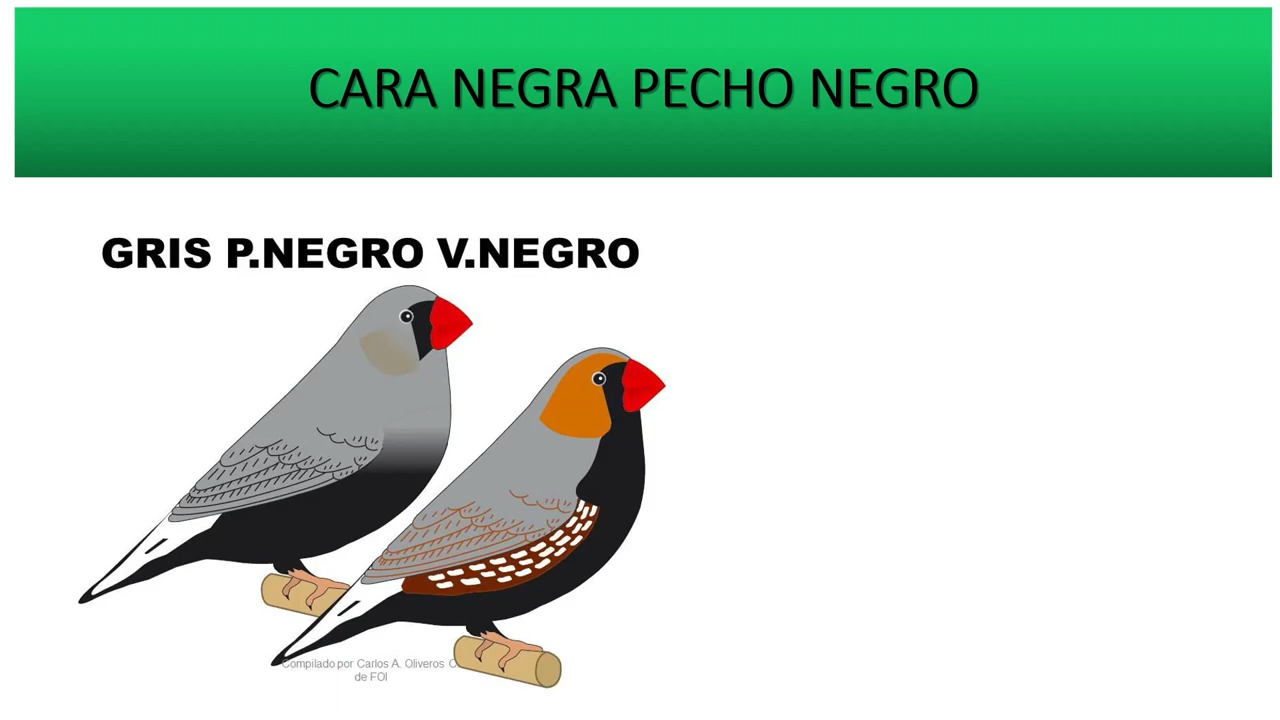 CARA NEGRA PECHO NEGRO
GRIS P.NEGRO V.NEGRO
Compilado por Carlos A. Oliveros
de FOI